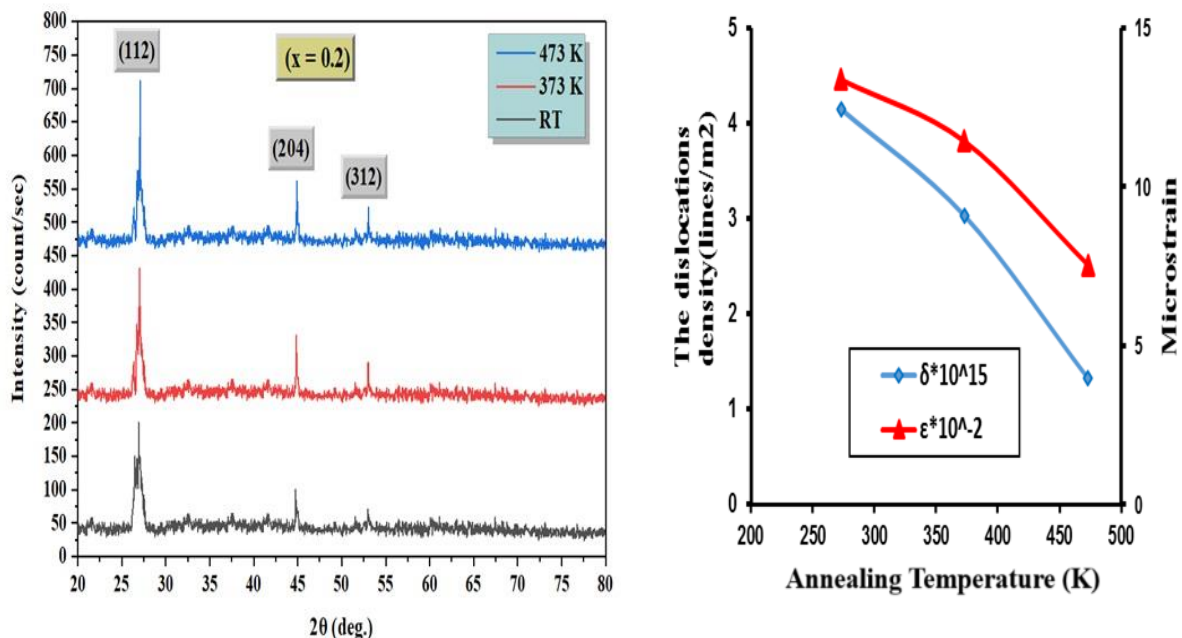 800
750
700
650
600
550
500
450
400
350
300
250
200
150
100
50
0
Intensity (count/sec)
(112)
(x = 0.2)
473 K
373 K
RT
(204)
(312)
20 25 30 35 40 45 50 55 60 65 70 75 80
2θ (deg.)
5
4
3
2
1
0
The dislocations
density(lines/m2)
15
10
5
0
Microstrain
δ*10^15
ε*10^-2
200 250 300 350 400 450 500
Annealing Temperature (K)